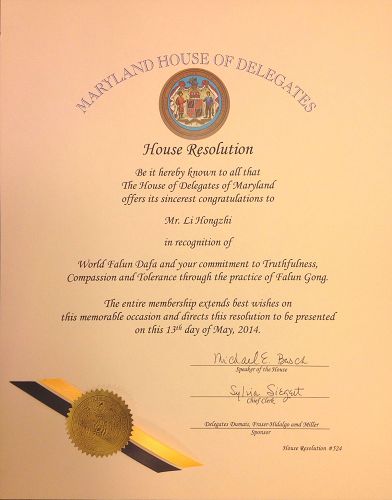 MARYLAND HOUSE OF DELEGATES
House Resolution
Be it hereby known to all that
The House of Delegates of Maryland
offers its sincerest congratulations to
Mr. Li Hongzhi
in recognition of
World Falun Dafa and your commitment to Truthfulness,
Compassion and Tolerance through the practice of Falun Gong.
The entire membership extends best wishes on
this memorable occasion and directs this resolution to be presented
on this 13th day of May, 2014.
Michael E. Busch
Speaker of the House
Sylvia Siegert
Chief Clerk
Delegates Dumais, Fraser-Hidalgo and Miller
Sponsor
House Resolution #524